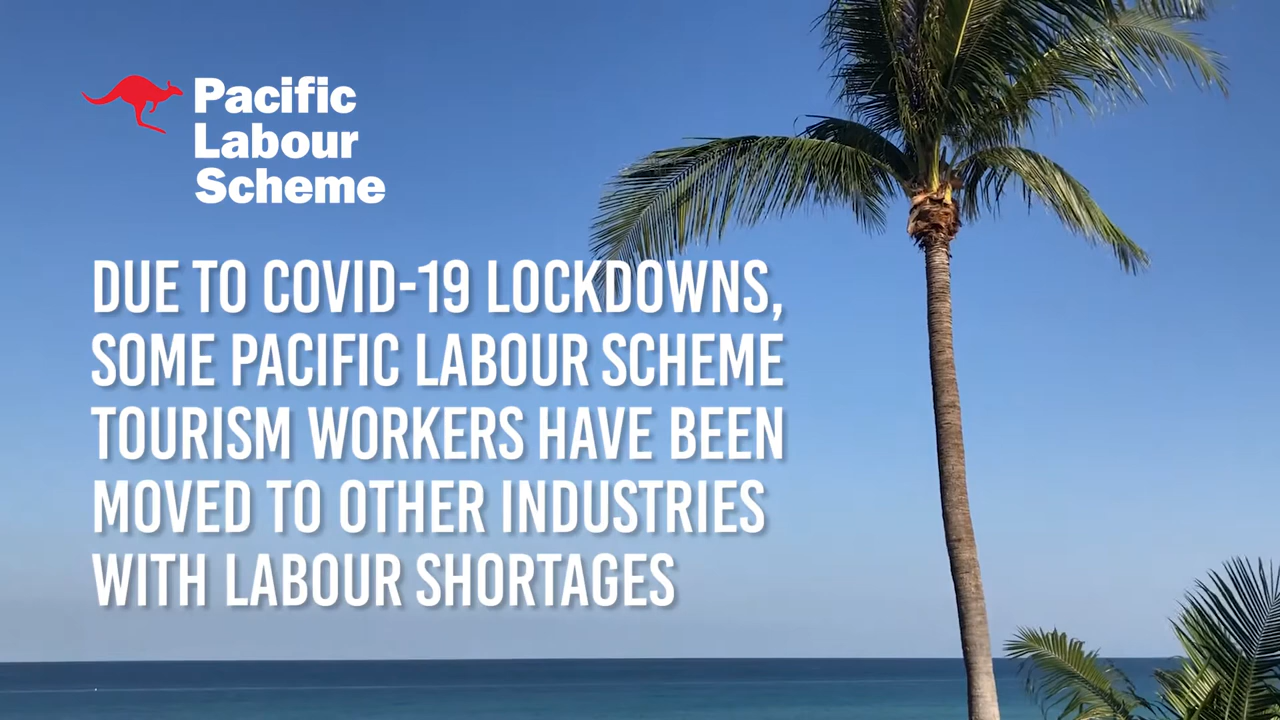 Pacific
Labour
Scheme
DUE TO COVID-19 LOCKDOWNS,
SOME PACIFIC LABOUR SCHEME
TOURISM WORKERS HAVE BEEN
MOVED TO OTHER INDUSTRIES
WITH LABOUR SHORTAGES